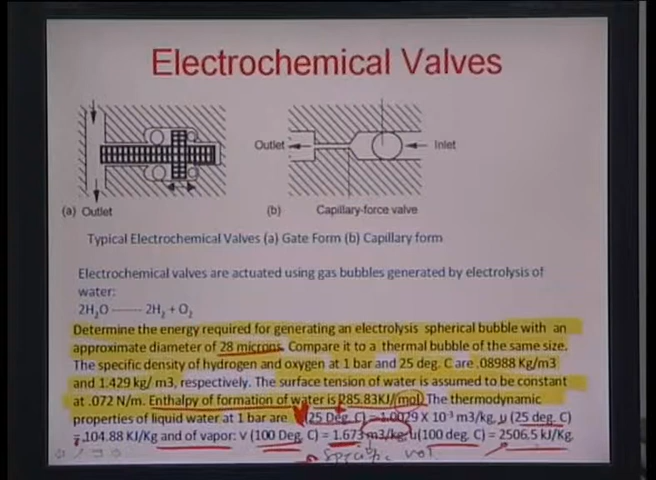 Electrochemical Valves
Outlet
Inlet
(a) Outlet
(b)
Capillary-force valve
Typical Electrochemical Valves (a) Gate Form (b) Capillary form
Electrochemical valves are actuated using gas bubbles generated by electrolysis of
water:
2H₂O ------ 2H₂ + O₂
Determine the energy required for generating an electrolysis spherical bubble with an
approximate diameter of 28 microns. Compare it to a thermal bubble of the same size.
The specific density of hydrogen and oxygen at 1 bar and 25 deg. C are .08988 Kg/m3
and 1.429 kg/ m3, respectively. The surface tension of water is assumed to be constant
at .072 N/m. Enthalpy of formation of water is 285.83KJ/(mol) The thermodynamic
properties of liquid water at 1 bar are (25 Deg. C) = 1.0029 X 10⁻³ m3/kg, u (25 deg. C)
= 104.88 KJ/Kg and of vapor: v (100 Deg. C) = 1.673 m3/kg, u(100 deg. C) = 2506.5 kJ/Kg.
Specific vol